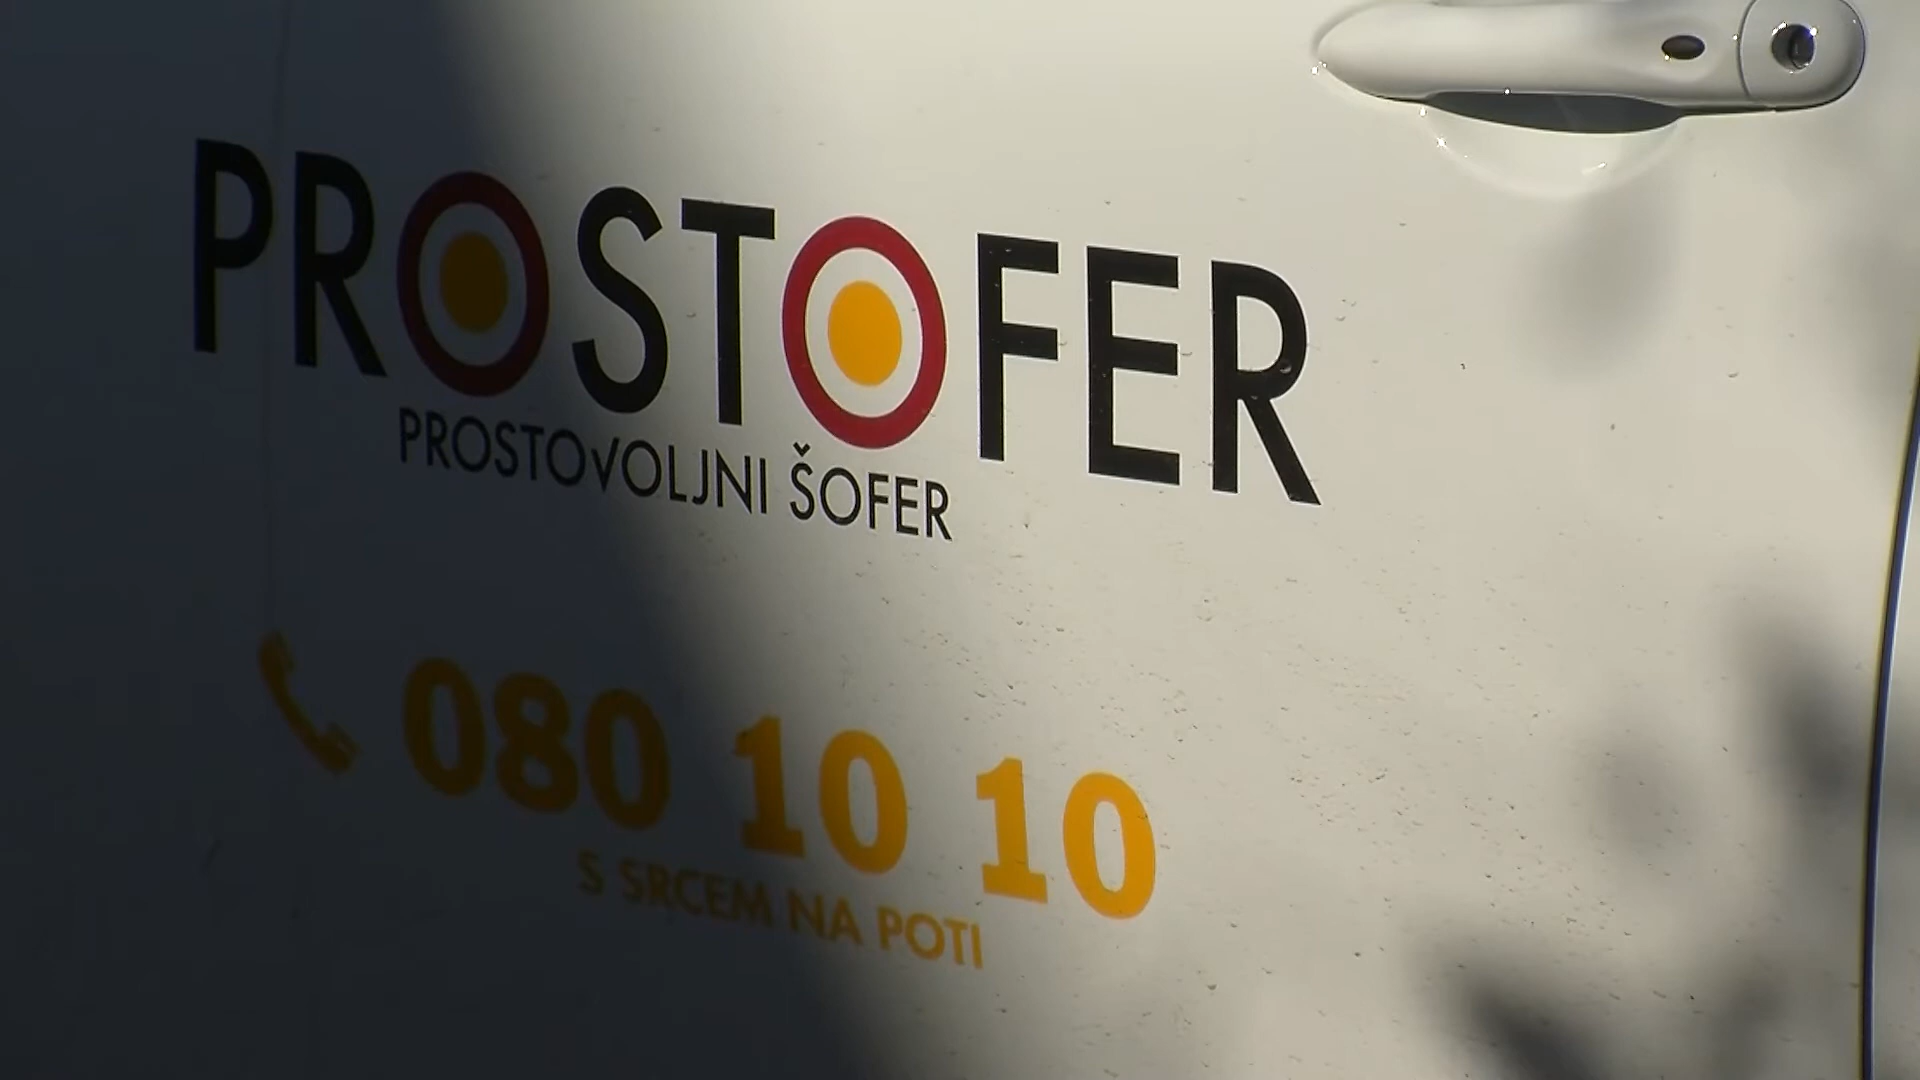 PROSTOFER
PROSTOVOLJNI ŠOFER
080 10 10
S SRCEM NA POTI